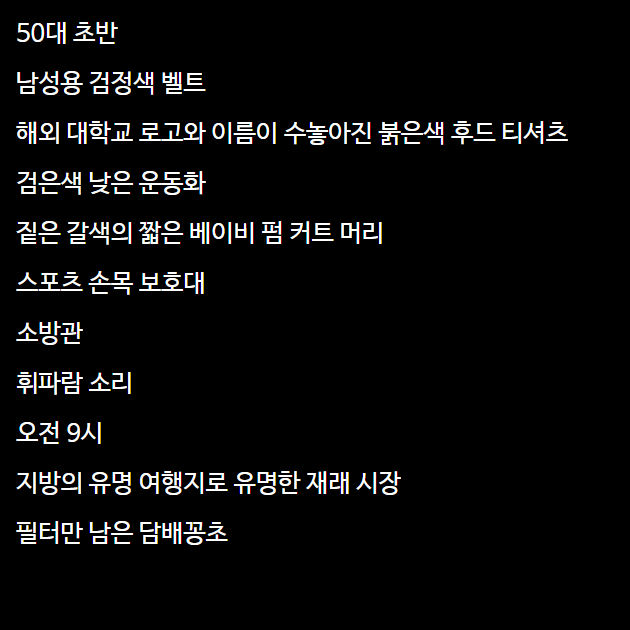 50대 초반
남성용 검정색 벨트
해외 대학교 로고와 이름이 수놓아진 붉은색 후드 티셔츠
검은색 낮은 운동화
짙은 갈색의 짧은 베이비 펌 커트 머리
스포츠 손목 보호대
소방관
휘파람 소리
오전 9시
지방의 유명 여행지로 유명한 재래 시장
필터만 남은 담배꽁초